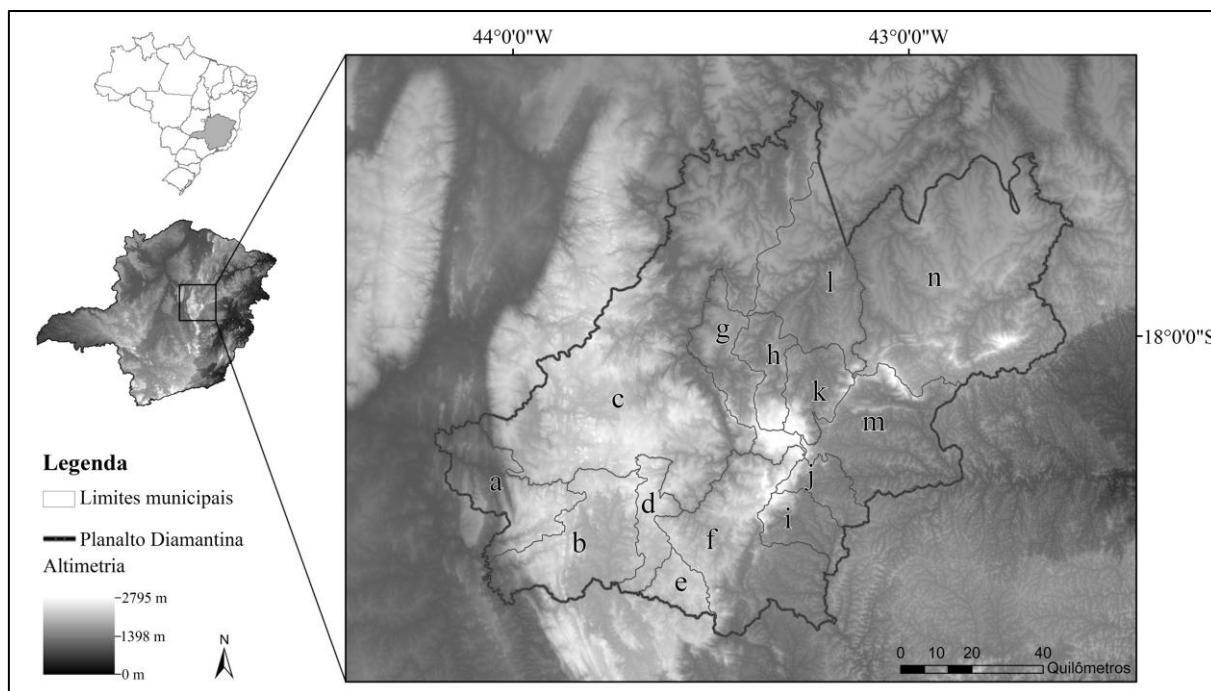 44°0'0"W 43°0'0"W
18°0'0"S
l
n
g
h
c
k
m
a
d
j
b
f
i
e
Legenda
Limites municipais
Planalto Diamantina
Altimetria
2795 m
1398 m
0 m
N
0 10 20 40
Quilômetros